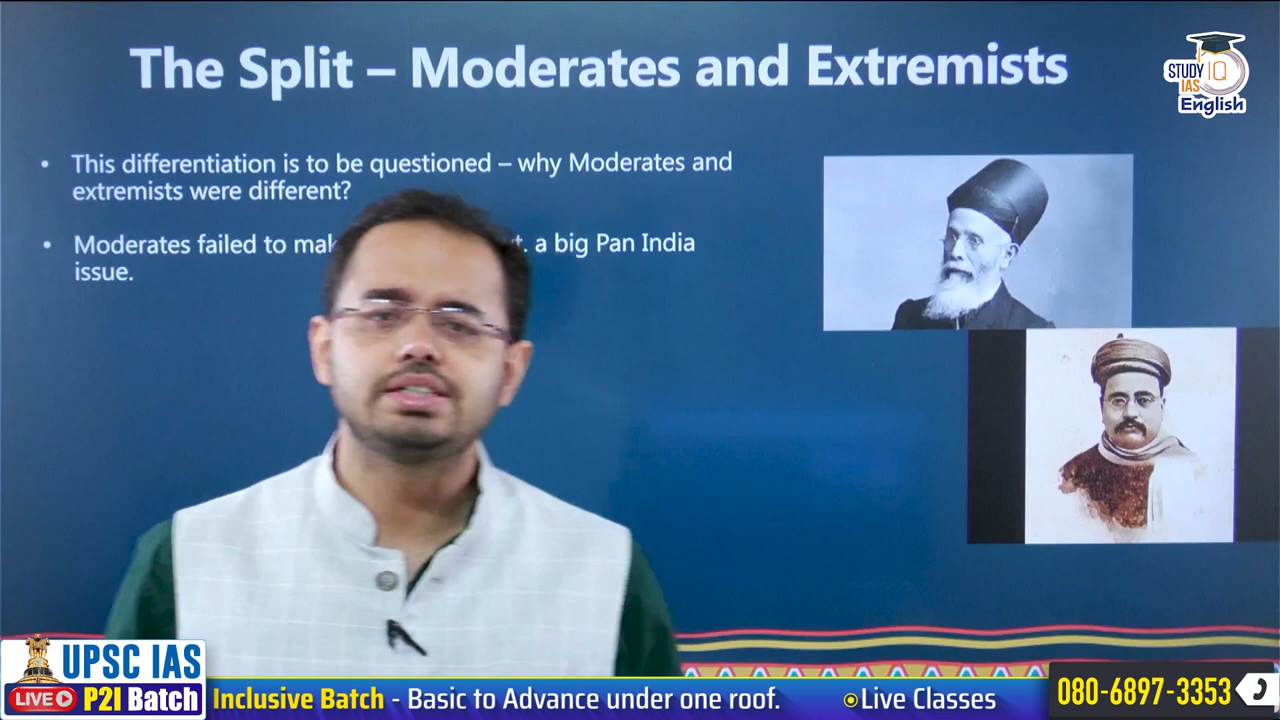 The Split – Moderates and Extremists
STUDY IQ
IAS
English
• This differentiation is to be questioned – why Moderates and
extremists were different?
• Moderates failed to a big Pan India
issue.
UPSC IAS
LIVE P2I Batch
Inclusive Batch - Basic to Advance under one roof.
Live Classes
080-6897-3353